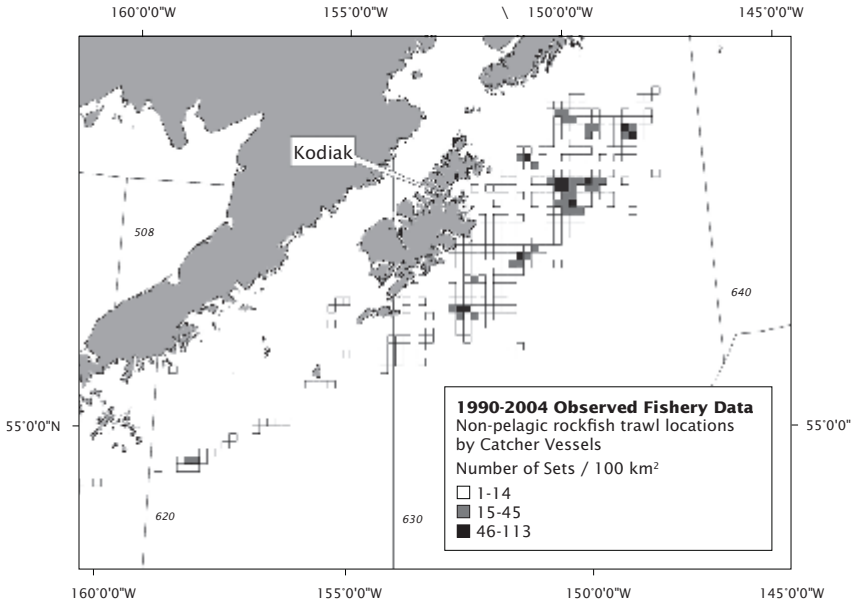 160°0'0"W 155°0'0"W \ 150°0'0"W 145°0'0"W
Kodiak
508
640
55°0'0"N
55°0'0"
1990-2004 Observed Fishery Data
Non-pelagic rockfish trawl locations
by Catcher Vessels
Number of Sets / 100 km²
1-14
15-45
46-113
620
630
160°0'0"W 155°0'0"W 150°0'0"W 145°0'0"W